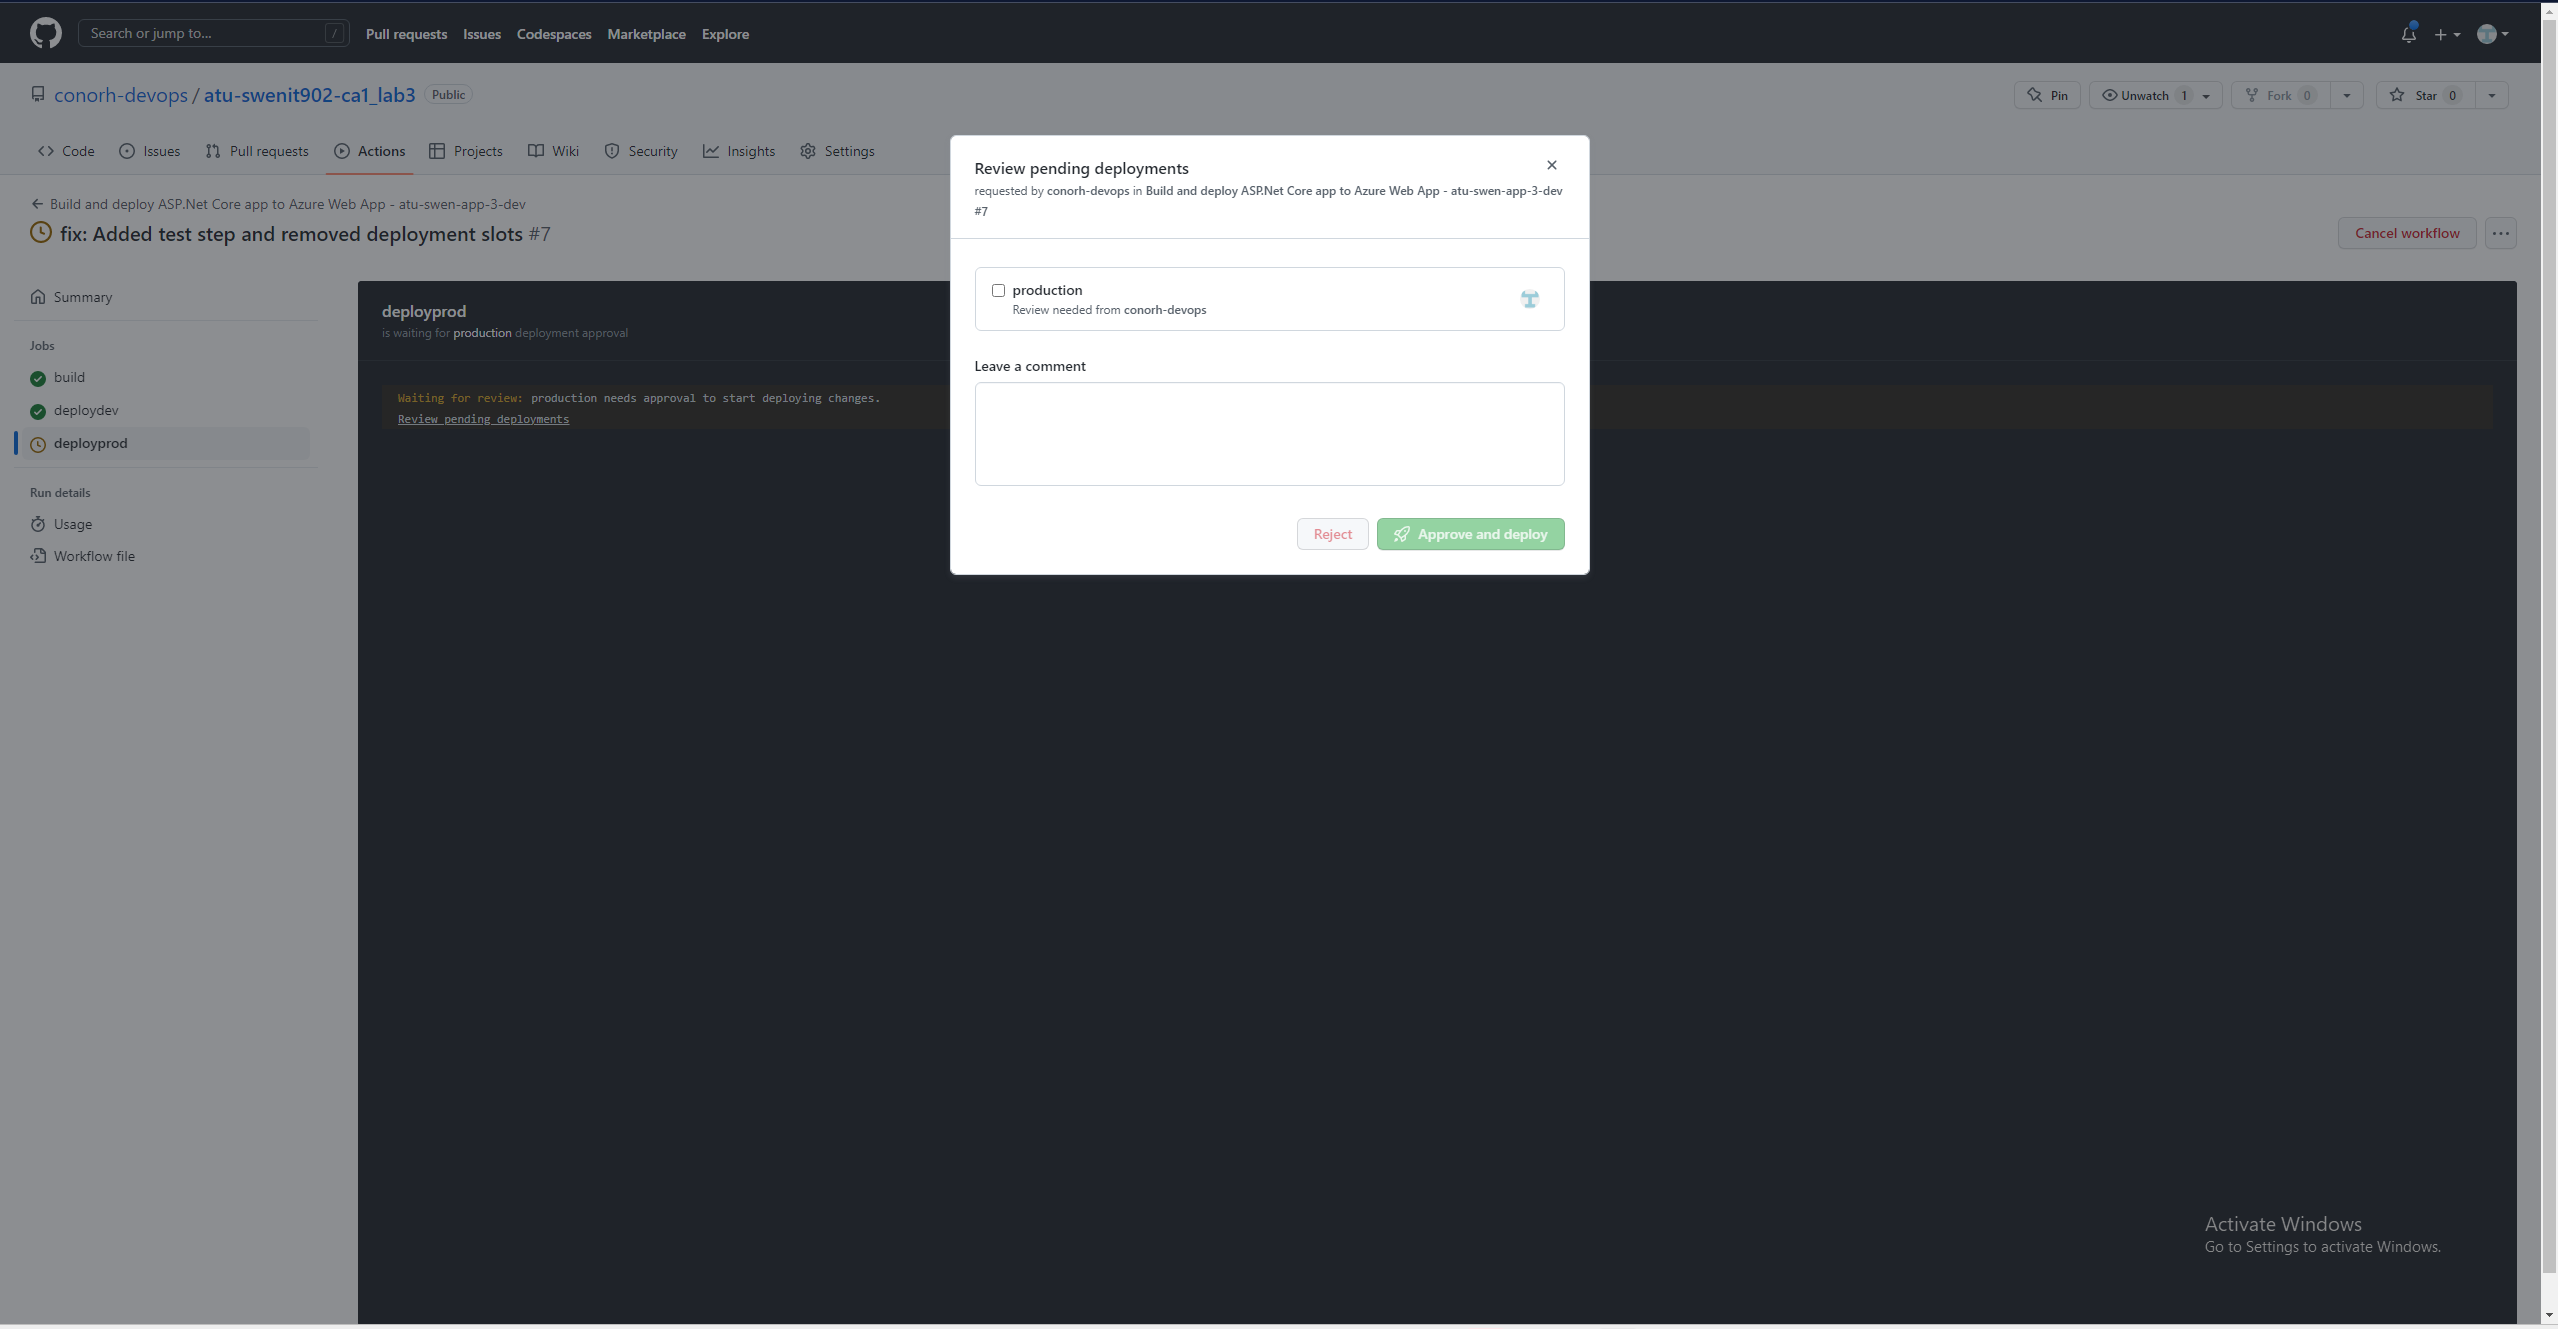 Search or jump to... /
Pull requests Issues Codespaces Marketplace Explore
conorh-devops / atu-swenit902-ca1_lab3 Public
Pin Unwatch 1 Fork 0 Star 0
Code Issues Pull requests Actions Projects Wiki Security Insights Settings
Build and deploy ASP.Net Core app to Azure Web App - atu-swen-app-3-dev
fix: Added test step and removed deployment slots #7
Cancel workflow
Summary
Jobs
build
deploydev
deployprod
Run details
Usage
Workflow file
deployprod
is waiting for production deployment approval
Waiting for review: production needs approval to start deploying changes.
Review pending deployments
Review pending deployments
requested by conorh-devops in Build and deploy ASP.Net Core app to Azure Web App - atu-swen-app-3-dev
#7
production
Review needed from conorh-devops
Leave a comment
Reject Approve and deploy
Activate Windows
Go to Settings to activate Windows.